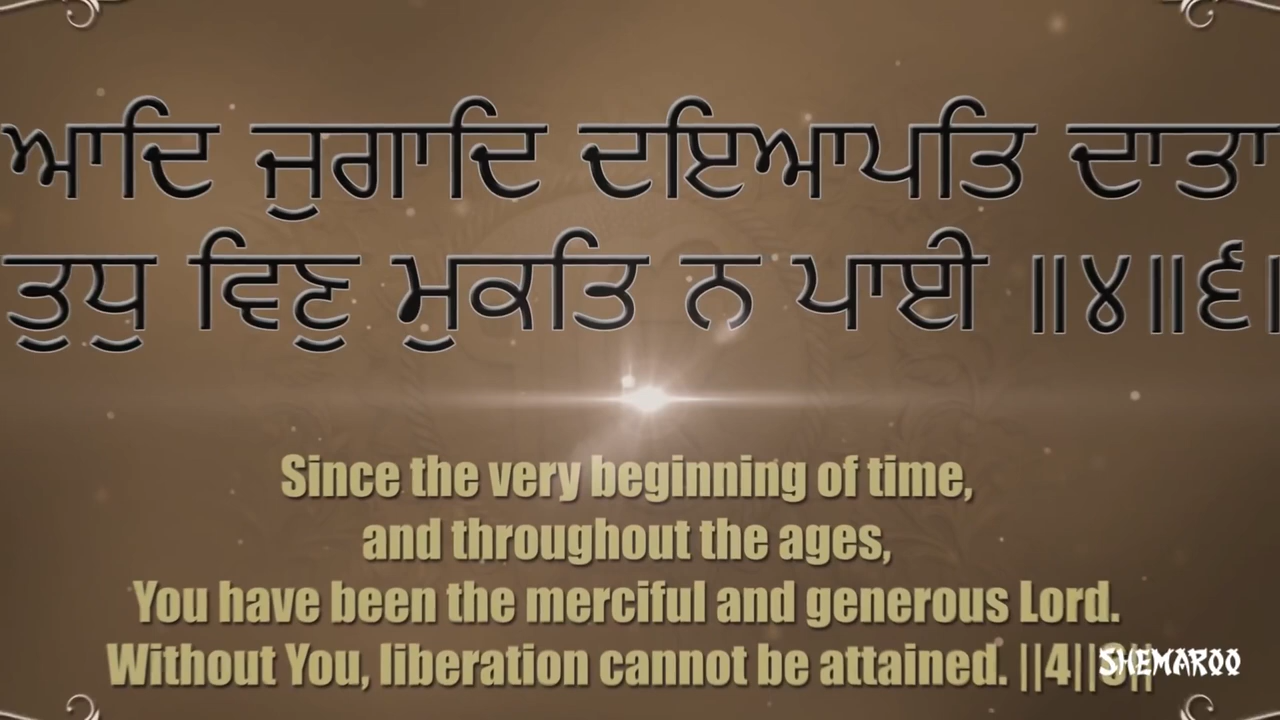 ਆਦਿ ਜੁਗਾਦਿ ਦਇਆਪਤਿ ਦਾਤਾ
ਤੁਧੁ ਵਿਣੁ ਮੁਕਤਿ ਨ ਪਾਈ ॥੪॥੬॥
Since the very beginning of time,
and throughout the ages,
You have been the merciful and generous Lord.
Without You, liberation cannot be attained. ||4||6||
SHEMAROO